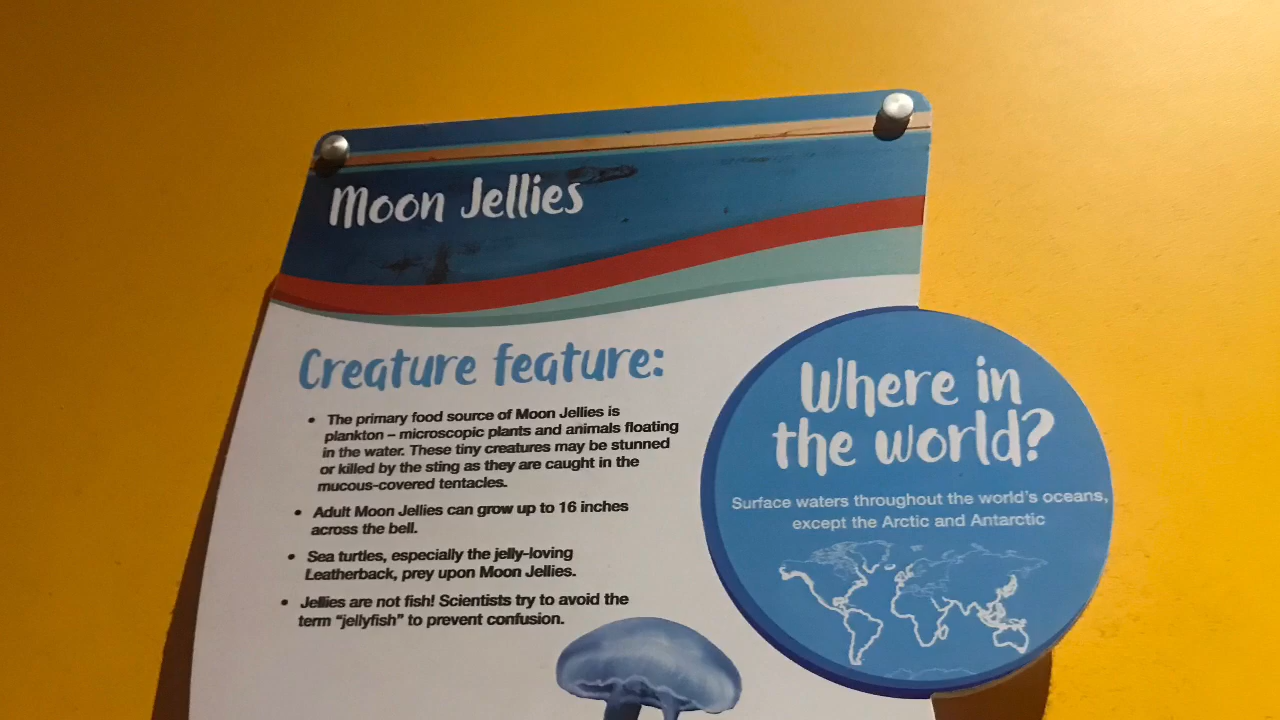 Moon Jellies
Creature feature:
• The primary food source of Moon Jellies is
plankton – microscopic plants and animals floating
in the water. These tiny creatures may be stunned
or killed by the sting as they are caught in the
mucous-covered tentacles.
• Adult Moon Jellies can grow up to 16 inches
across the bell.
• Sea turtles, especially the jelly-loving
Leatherback, prey upon Moon Jellies.
• Jellies are not fish! Scientists try to avoid the
term “jellyfish” to prevent confusion.
Where in
the world?
Surface waters throughout the world's oceans,
except the Arctic and Antarctic